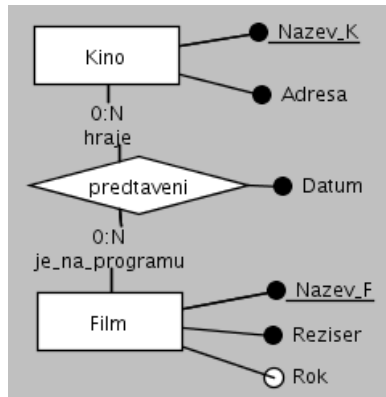 Nazev_K
Kino
Adresa
0:N
hraje
predtaveni
Datum
0:N
je_na_programu
Nazev_F
Film
Reziser
Rok